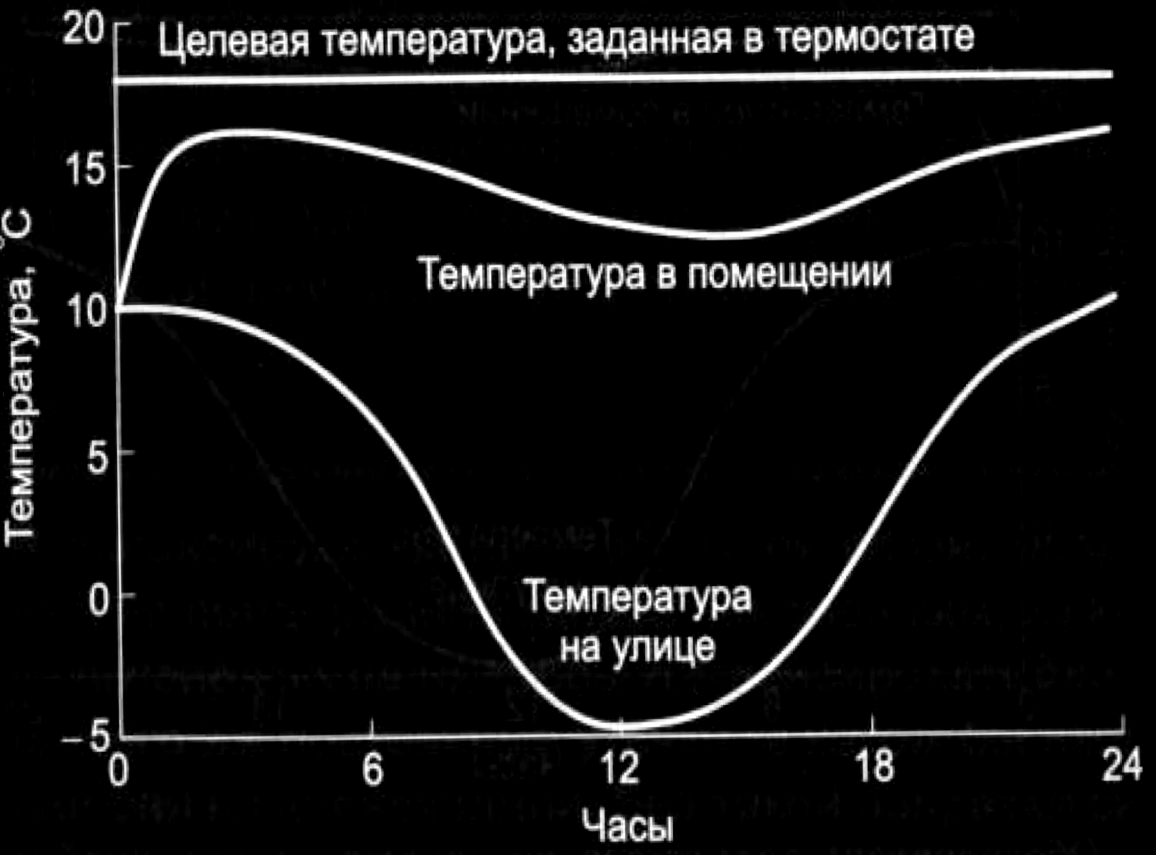 20
Целевая температура, заданная в термостате
15
Температура, °C
Температура в помещении
10
5
0
Температура
на улице
–5
0 6 12 18 24
Часы